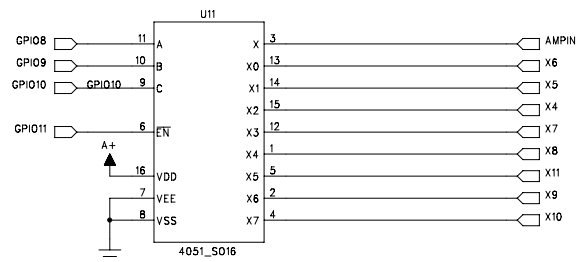 U11
GPIO8 11 A X 3 AMPIN
GPIO9 10 B X0 13 X6
GPIO10 GPIO10 9 C X1 14 X5
X2 15 X4
GPIO11 6 EN X3 12 X7
A+ X4 1 X8
16 VDD X5 5 X11
7 VEE X6 2 X9
8 VSS X7 4 X10
4051_SO16